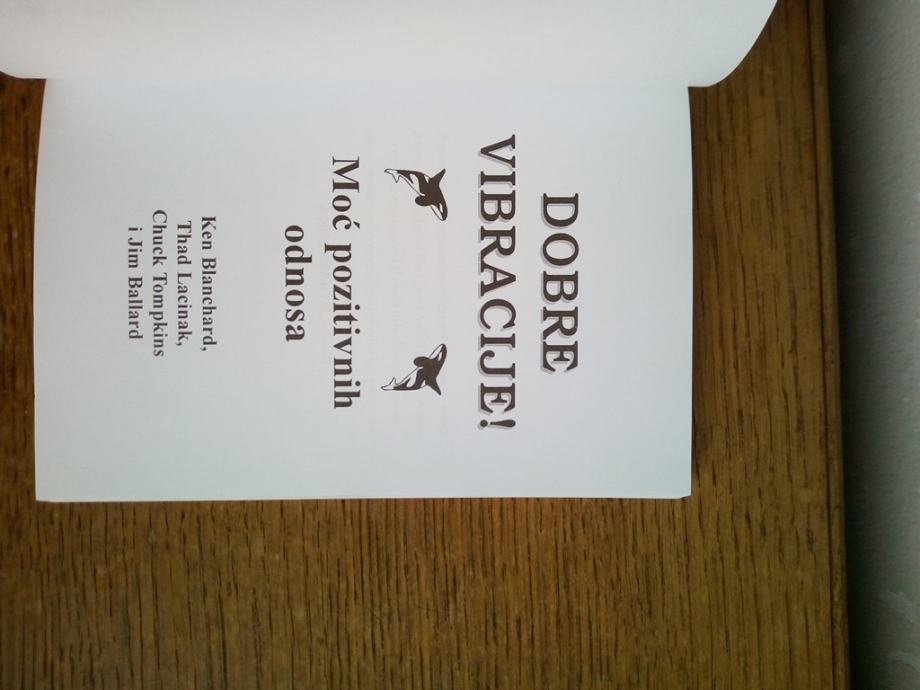 DOBRE
VIBRACIJE!
Moć pozitivnih
odnosa
Ken Blanchard,
Thad Lacinak,
Chuck Tompkins
i Jim Ballard